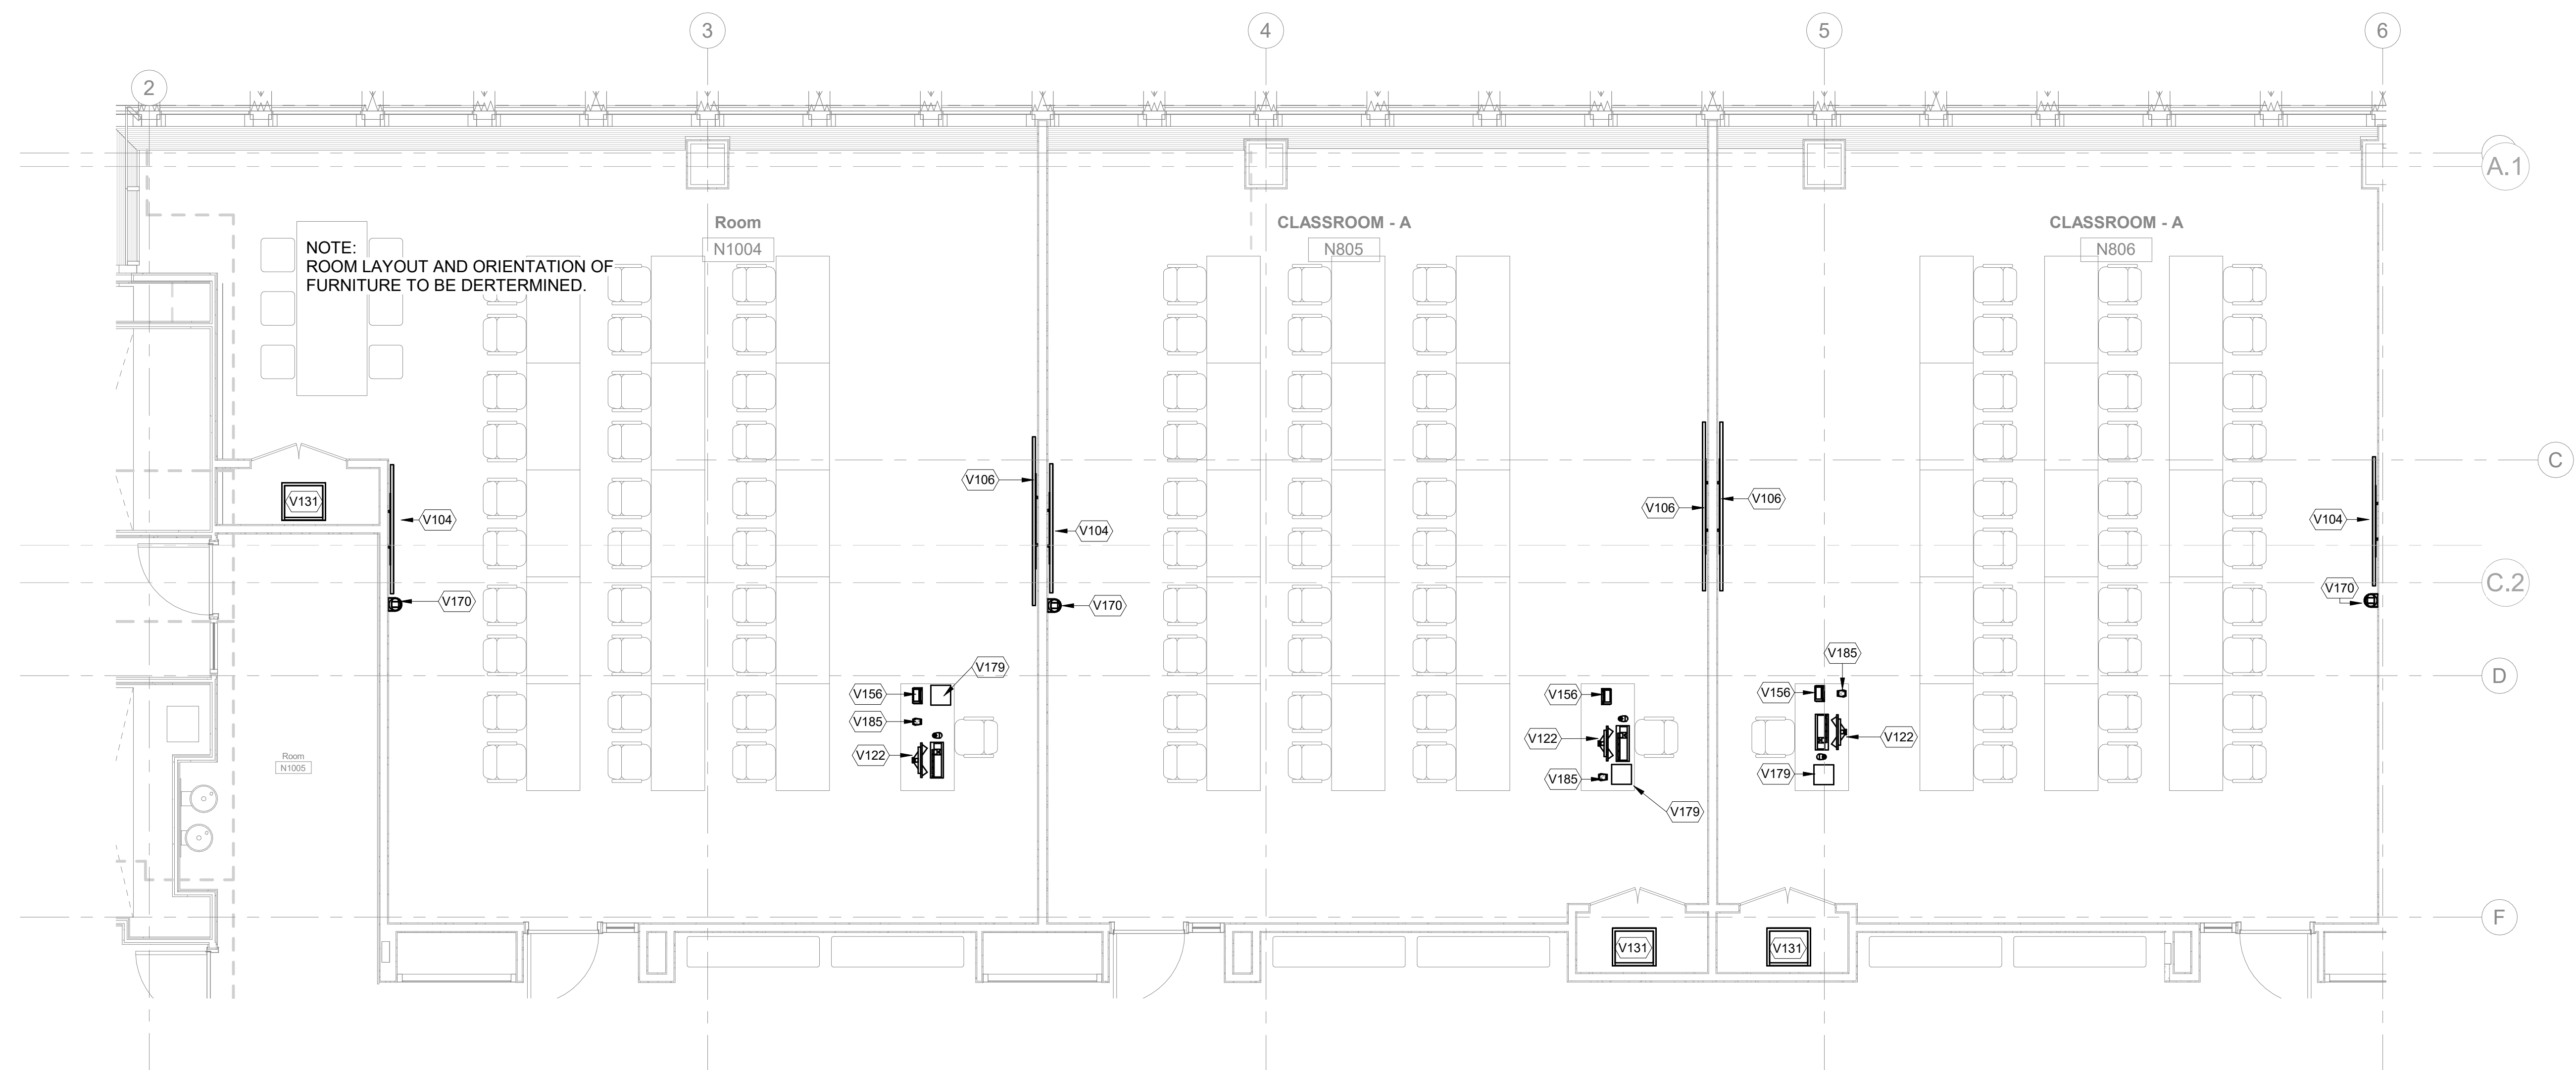 3
4
5
6
2
A.1
Room
N1004
CLASSROOM - A
N805
CLASSROOM - A
N806
NOTE:
ROOM LAYOUT AND ORIENTATION OF
FURNITURE TO BE DERTERMINED.
C
V106
V131
V104
V106
V106
V104
V104
C.2
V170
V170
V170
V185
D
V179
V156
V156
V156
V185
V122
V122
V122
Room
N1005
V185
V179
V179
F
V131
V131